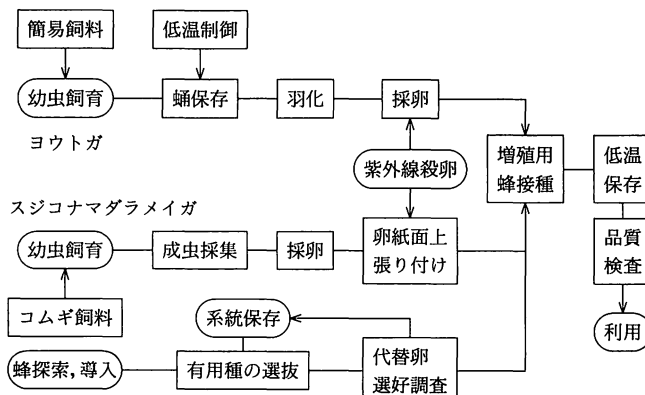 簡易飼料
低温制御
幼虫飼育
蛹保存
羽化
採卵
ヨウトガ
紫外線殺卵
増殖用
蜂接種
低温
保存
スジコナマダラメイガ
幼虫飼育
成虫採集
採卵
卵紙面上
張り付け
品質
検査
コムギ飼料
系統保存
利用
蜂探索,導入
有用種の選抜
代替卵
選好調査